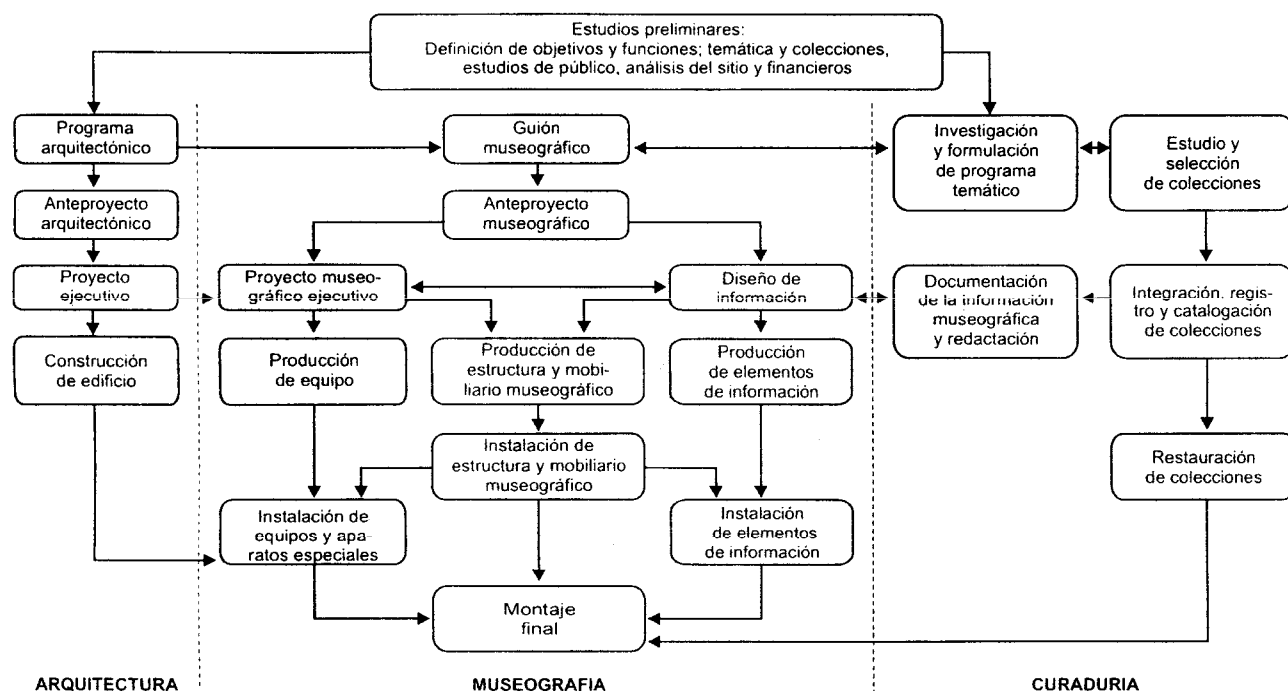 Estudios preliminares:
Definición de objetivos y funciones; temática y colecciones,
estudios de público, análisis del sitio y financieros
Programa
arquitectónico
Guión
museográfico
Investigación
y formulación
de programa
temático
Estudio y
selección
de colecciones
Anteproyecto
arquitectónico
Anteproyecto
museográfico
Proyecto
ejecutivo
Proyecto museo-
gráfico ejecutivo
Diseño de
información
Documentación
de la información
museográfica
y redactación
Integración, regis-
tro y catalogación
de colecciones
Construcción
de edificio
Producción
de equipo
Producción de
estructura y mobi-
liario museográfico
Producción
de elementos
de información
Instalación de
estructura y mobiliario
museográfico
Restauración
de colecciones
Instalación de
equipos y apa-
ratos especiales
Instalación
de elementos
de información
Montaje
final
ARQUITECTURA
MUSEOGRAFIA
CURADURIA